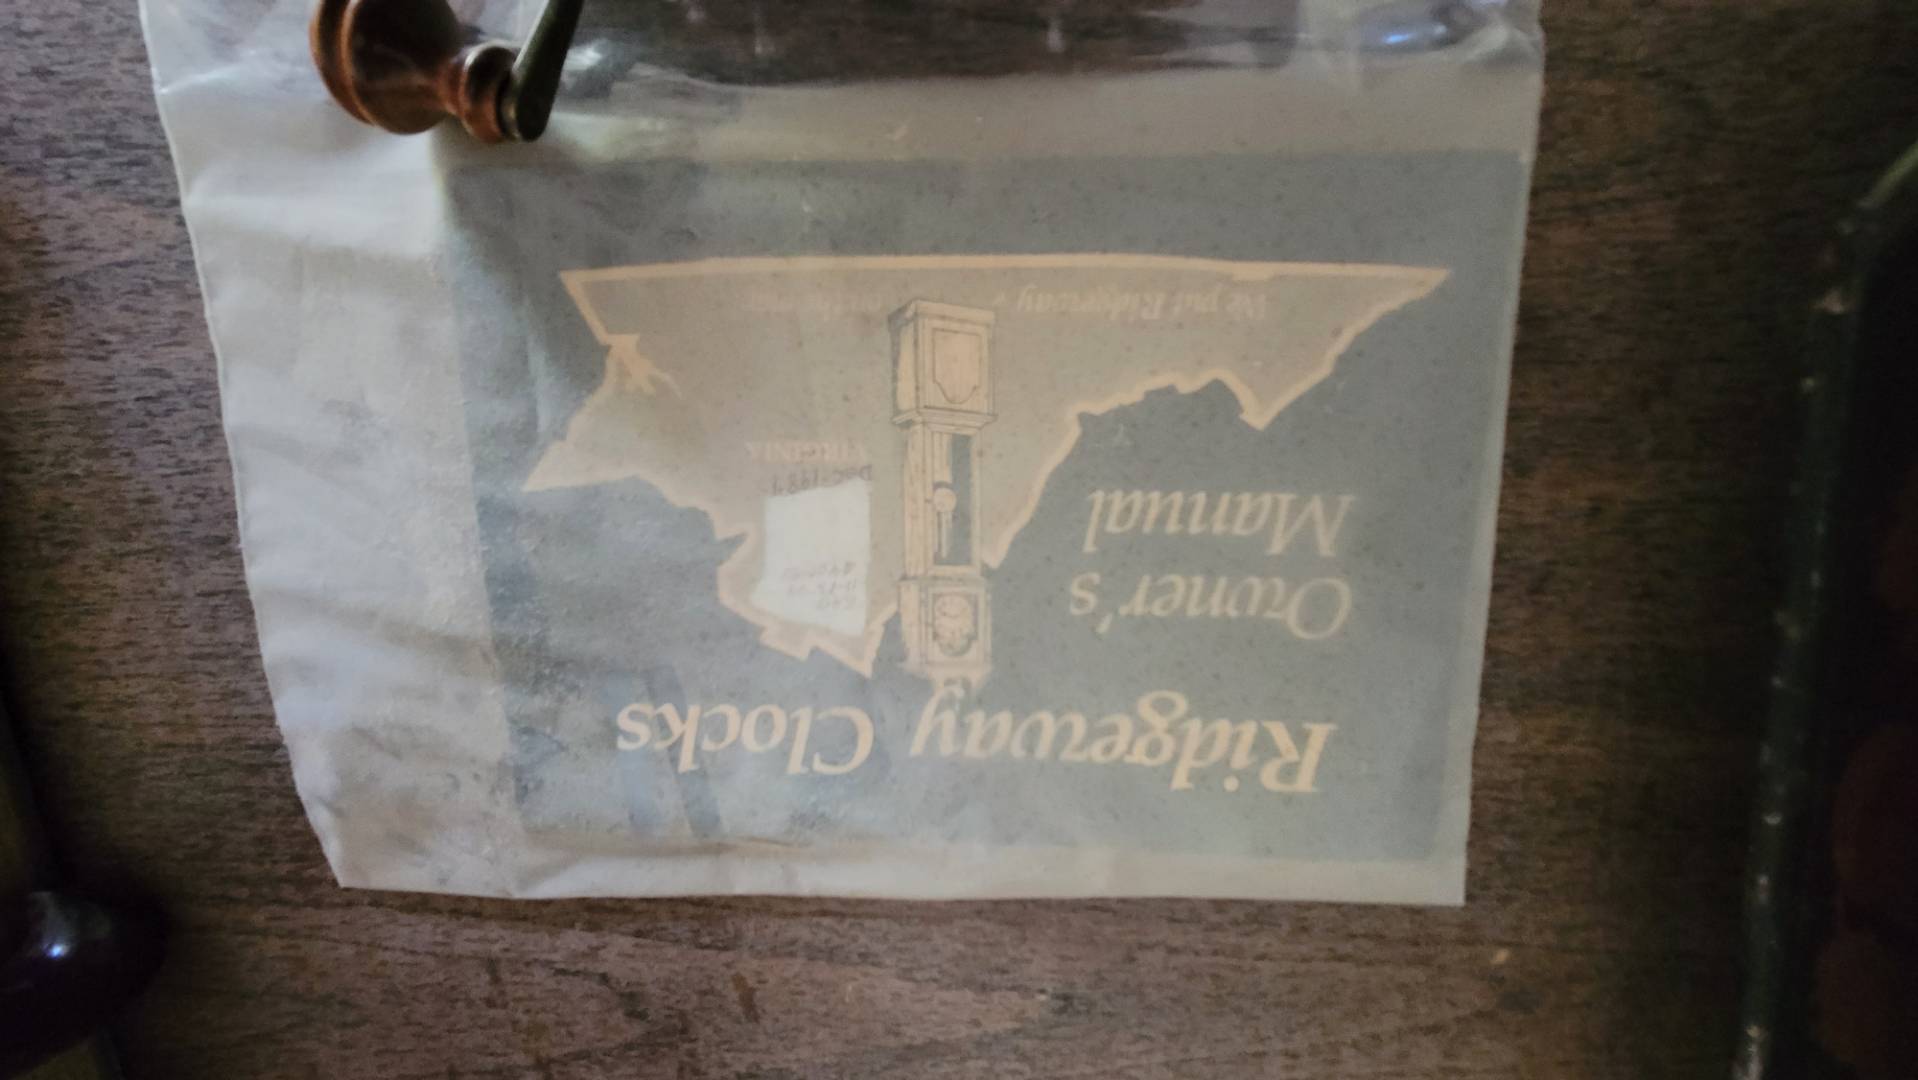 Ridgeway Clocks
Owner's
Manual
VIRGINIA
We put Ridgeway